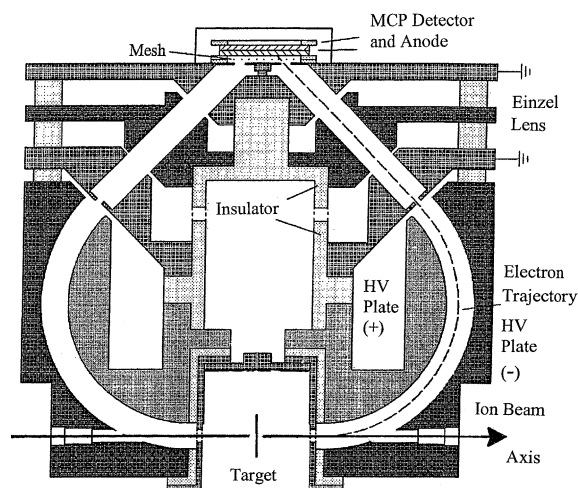 MCP Detector
and Anode
Mesh
Einzel
Lens
Insulator
HV
Plate
(+)
Electron
Trajectory
HV
Plate
(-)
Ion Beam
Axis
Target